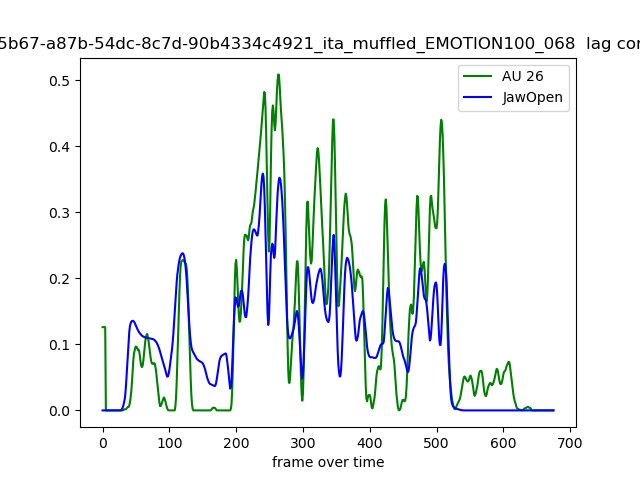 5b67-a87b-54dc-8c7d-90b4334c4921_ita_muffled_EMOTION100_068 lag cor
AU 26
JawOpen
0.5
0.4
0.3
0.2
0.1
0.0
0 100 200 300 400 500 600 700
frame over time